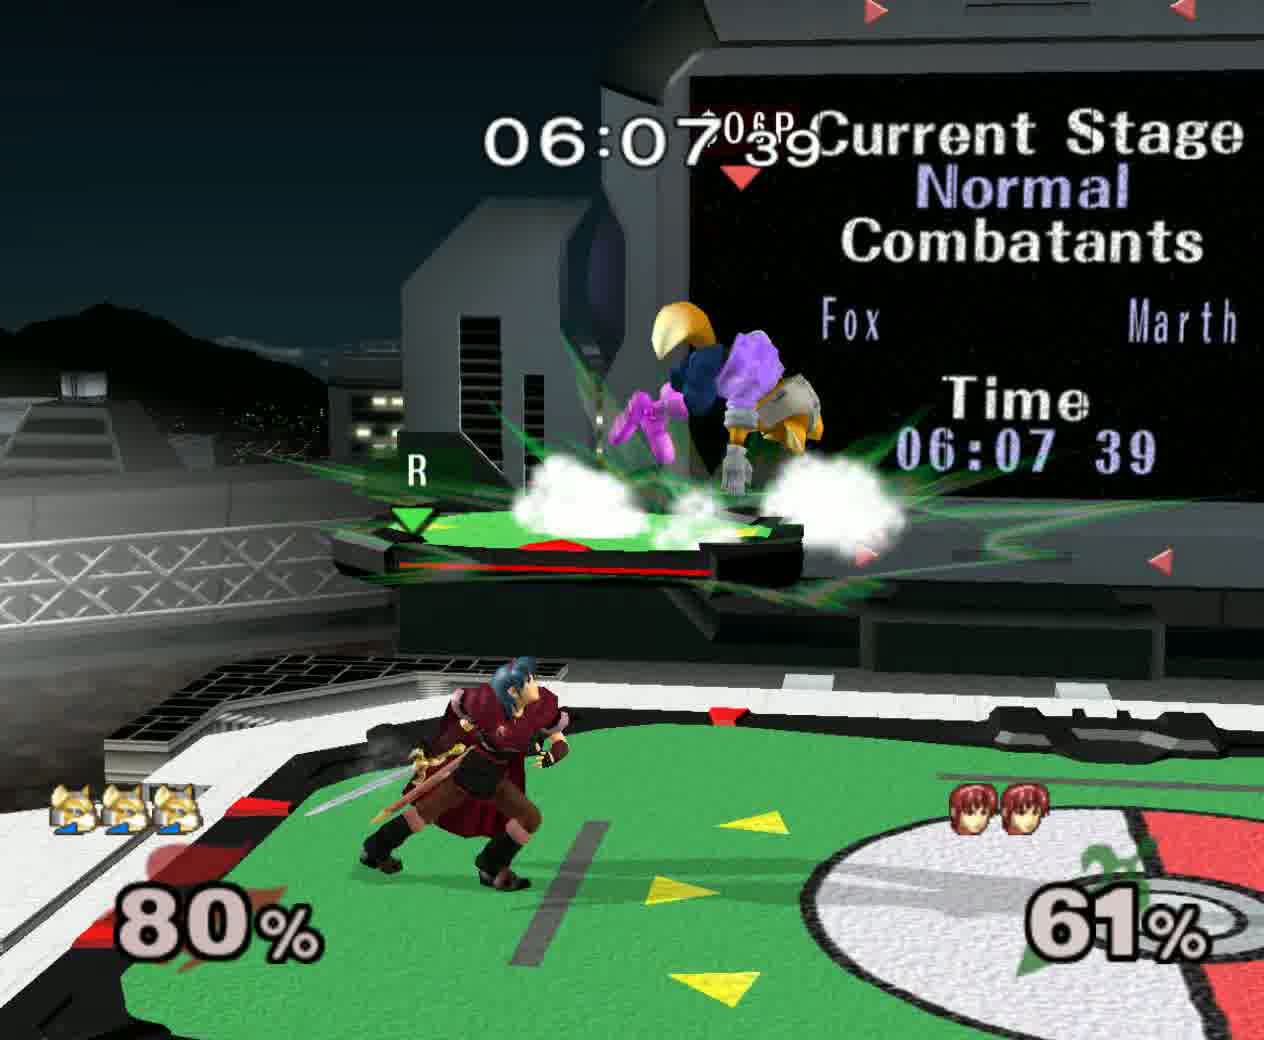 06:07 39
Current Stage
Normal
Combatants
Fox Marth
Time
06:07 39
R
80%
61%